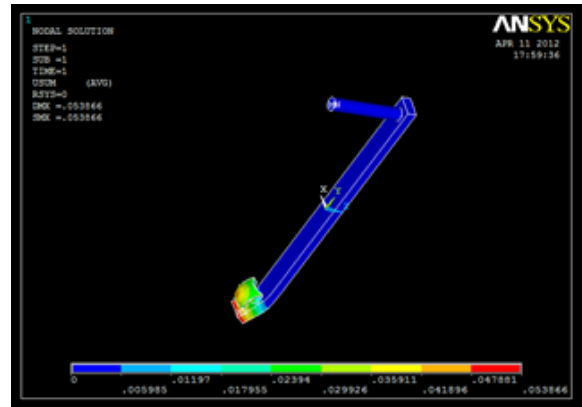 1
NODAL SOLUTION
STEP=1
SUB =1
TIME=1
USUM (AVG)
RSYS=0
DMX =.053866
SMX =.053866
ANSYS
APR 11 2012
17:59:36
X Y
Z
0 .01197 .02394 .035911 .047881
.005985 .017955 .029926 .041896 .053866